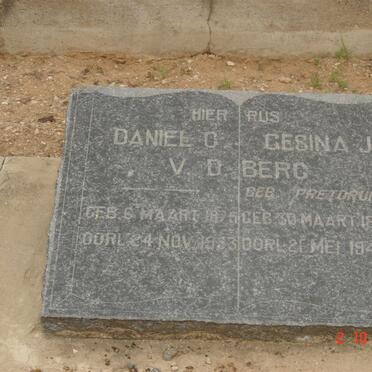 HIER RUS
DANIEL O GESINA J
V. D. BERG
GEB. PRETORIU
GEB. 6 MAART 1875 GEB 30 MAART 18
OORL. 24 NOV. 1933 OORL. 21 MEI 194